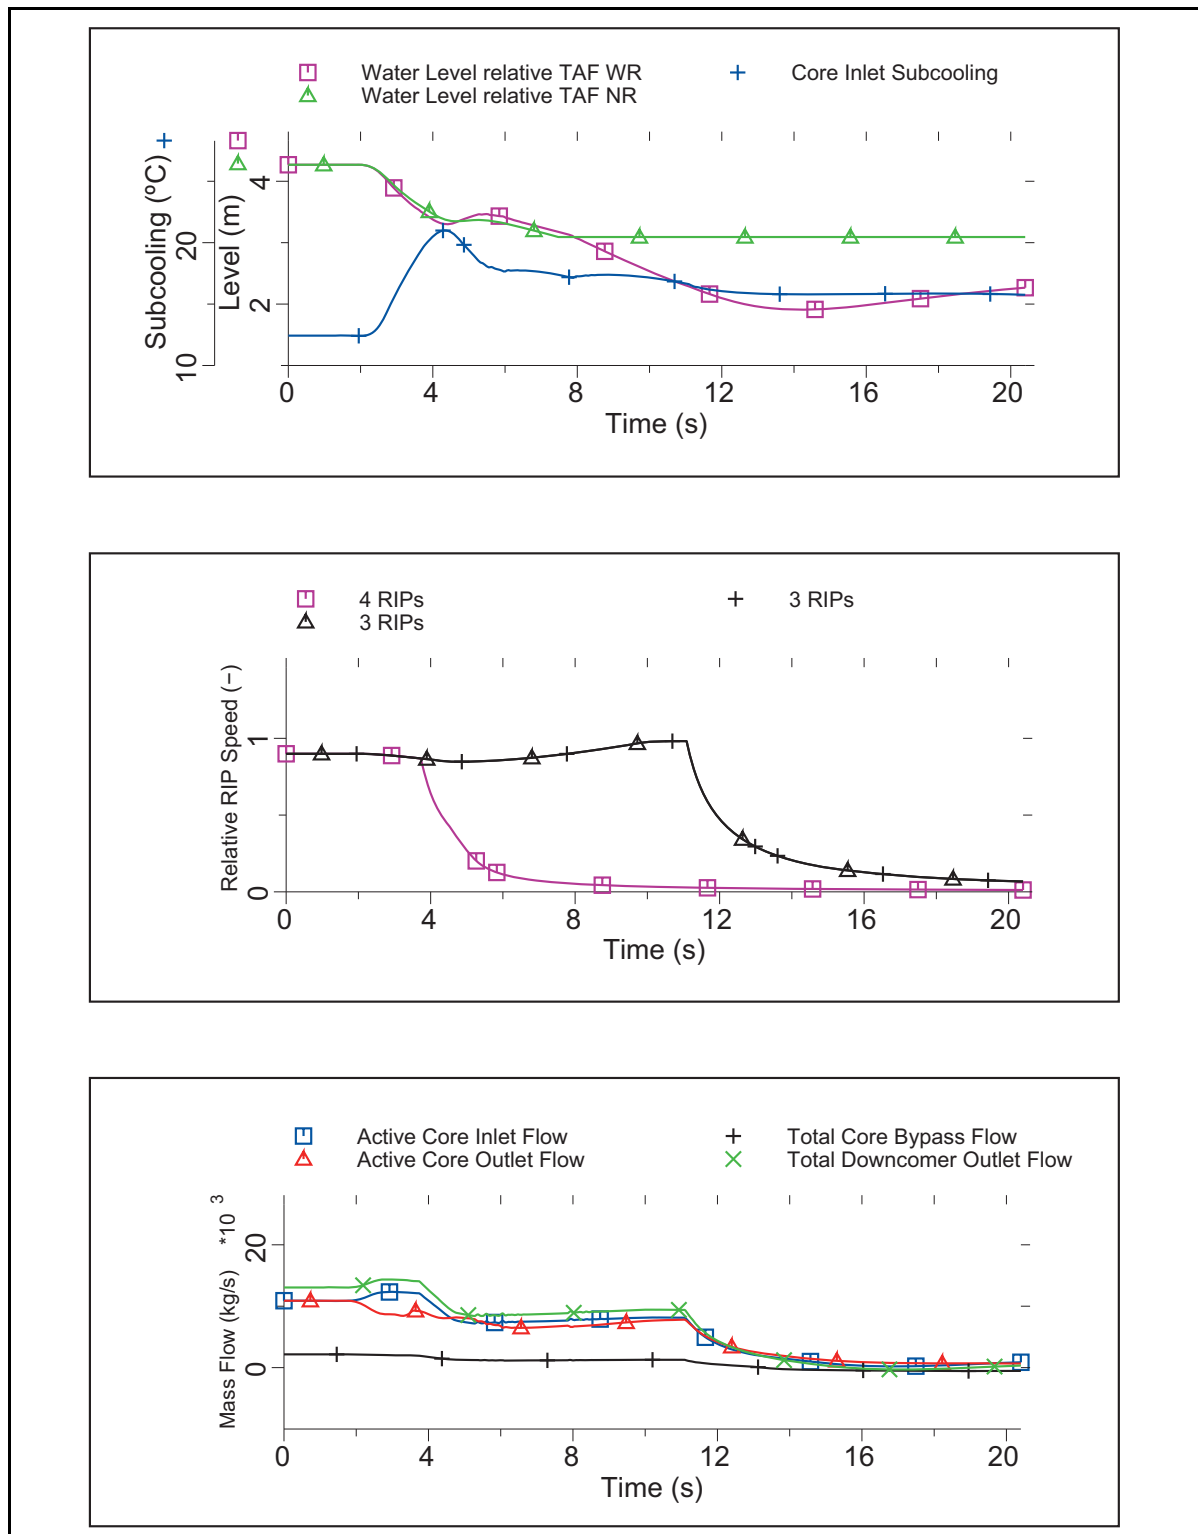 Water Level relative TAF WR
Water Level relative TAF NR
Core Inlet Subcooling
Subcooling (ºC)
10
20
Level (m)
2
4
0
4
8
12
16
20
Time (s)
4 RIPs
3 RIPs
3 RIPs
Relative RIP Speed (−)
0
1
0
4
8
12
16
20
Time (s)
Active Core Inlet Flow
Active Core Outlet Flow
Total Core Bypass Flow
Total Downcomer Outlet Flow
Mass Flow (kg/s) *10 3
0
20
0
4
8
12
16
20
Time (s)